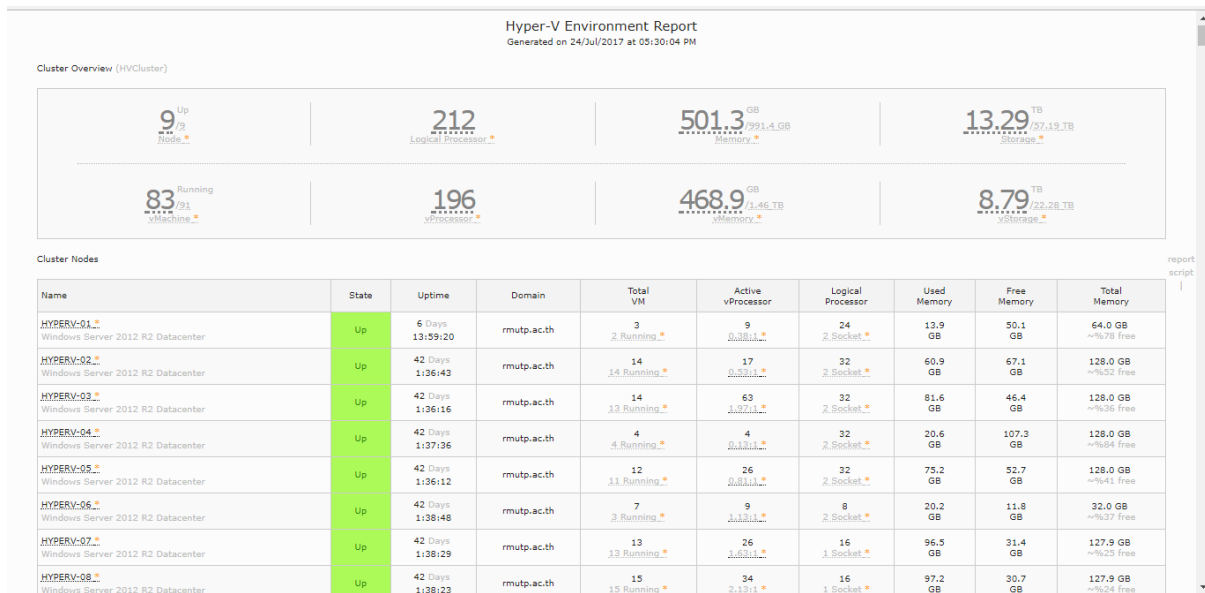 Hyper-V Environment Report
Generated on 24/Jul/2017 at 05:30:04 PM
Cluster Overview (HVCluster)
9 Up /9 212 501.3 GB /991.4 GB 13.29 TB /57.19 TB
Node * Logical Processor * Memory * Storage *
83 Running /91 196 468.9 GB /1.46 TB 8.79 TB /22.28 TB
vMachine * vProcessor * vMemory * vStorage *
Cluster Nodes
report
script
|
Name State Uptime Domain Total VM Active vProcessor Logical Processor Used Memory Free Memory Total Memory
HYPERV-01 * Up 6 Days rmutp.ac.th 3 9 24 13.9 GB 50.1 GB 64.0 GB
Windows Server 2012 R2 Datacenter 13:59:20 2 Running * 0.38:1 * 2 Socket * ~%78 free
HYPERV-02 * Up 42 Days rmutp.ac.th 14 17 32 60.9 GB 67.1 GB 128.0 GB
Windows Server 2012 R2 Datacenter 1:36:43 14 Running * 0.53:1 * 2 Socket * ~%52 free
HYPERV-03 * Up 42 Days rmutp.ac.th 14 63 32 81.6 GB 46.4 GB 128.0 GB
Windows Server 2012 R2 Datacenter 1:36:16 13 Running * 1.97:1 * 2 Socket * ~%36 free
HYPERV-04 * Up 42 Days rmutp.ac.th 4 4 32 20.6 GB 107.3 GB 128.0 GB
Windows Server 2012 R2 Datacenter 1:37:36 4 Running * 0.13:1 * 2 Socket * ~%84 free
HYPERV-05 * Up 42 Days rmutp.ac.th 12 26 32 75.2 GB 52.7 GB 128.0 GB
Windows Server 2012 R2 Datacenter 1:36:12 11 Running * 0.81:1 * 2 Socket * ~%41 free
HYPERV-06 * Up 42 Days rmutp.ac.th 7 9 8 20.2 GB 11.8 GB 32.0 GB
Windows Server 2012 R2 Datacenter 1:38:48 3 Running * 1.13:1 * 2 Socket * ~%37 free
HYPERV-07 * Up 42 Days rmutp.ac.th 13 26 16 96.5 GB 31.4 GB 127.9 GB
Windows Server 2012 R2 Datacenter 1:38:29 13 Running * 1.63:1 * 1 Socket * ~%25 free
HYPERV-08 * Up 42 Days rmutp.ac.th 15 34 16 97.2 GB 30.7 GB 127.9 GB
Windows Server 2012 R2 Datacenter 1:38:23 15 Running * 2.13:1 * 1 Socket * ~%24 free